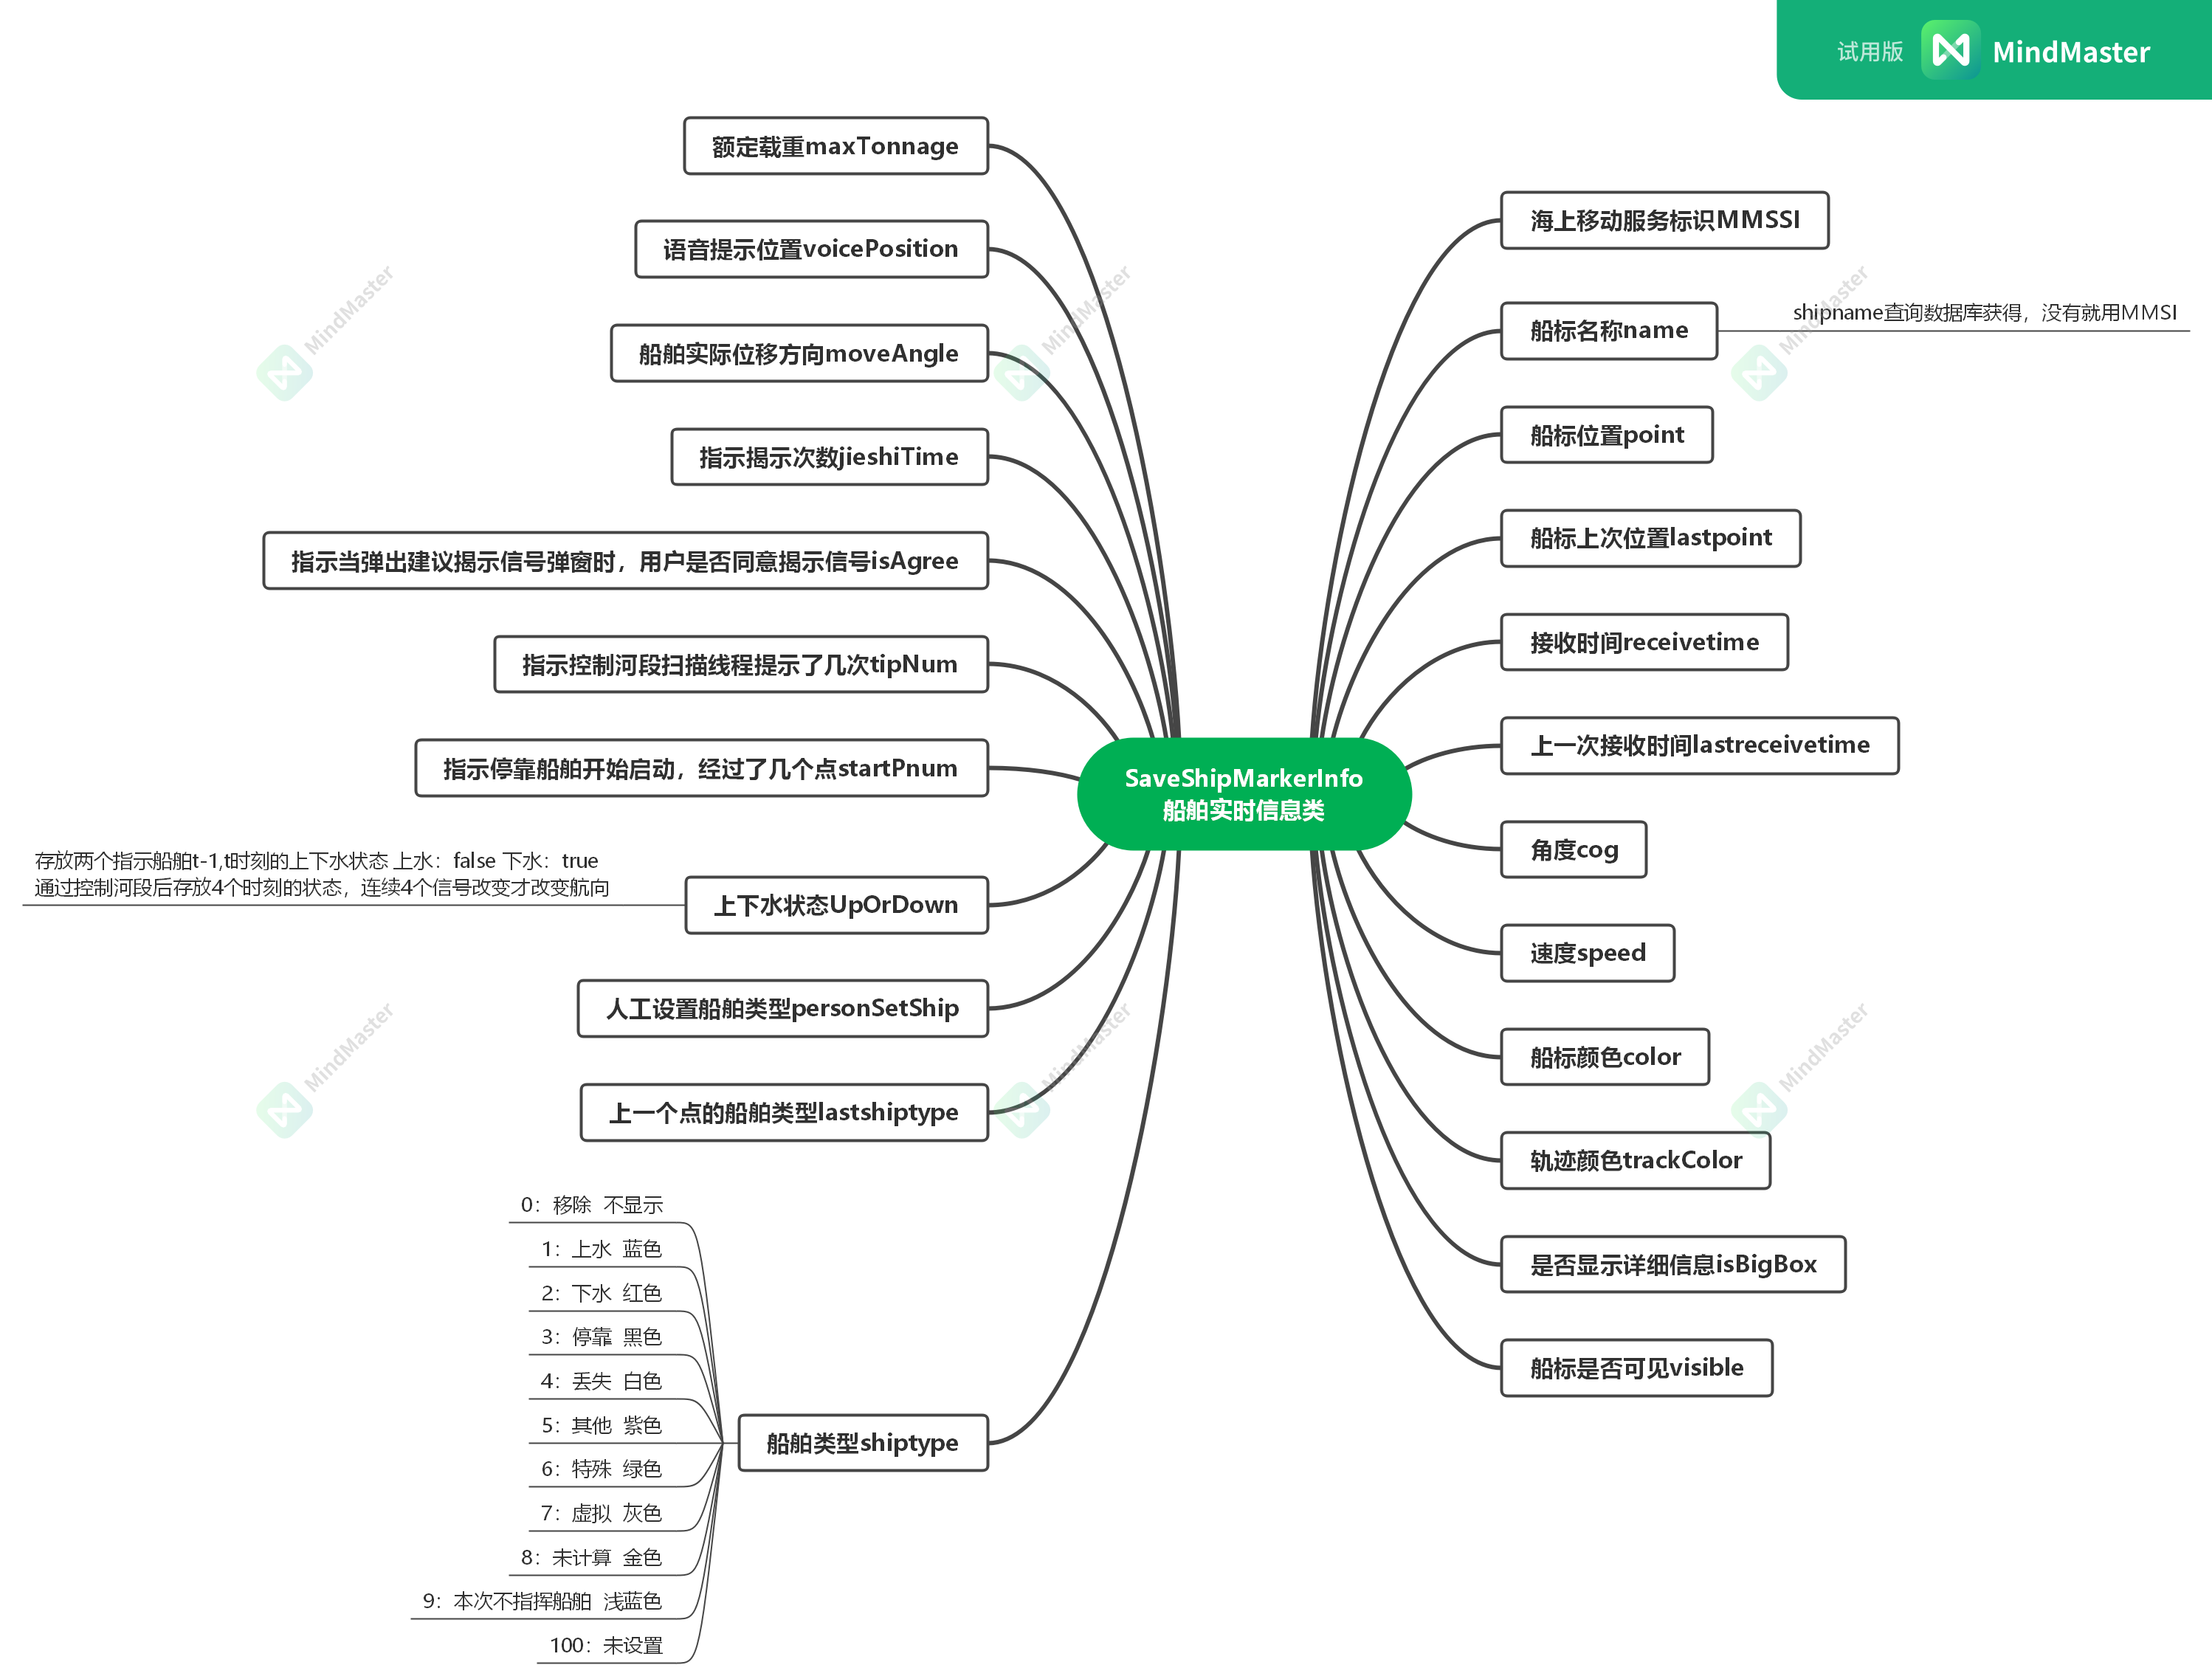 试用版 MindMaster
额定载重maxTonnage
语音提示位置voicePosition
船舶实际位移方向moveAngle
指示揭示次数jieshiTime
指示当弹出建议揭示信号弹窗时，用户是否同意揭示信号isAgree
指示控制河段扫描线程提示了几次tipNum
指示停靠船舶开始启动，经过了几个点startPnum
上下水状态UpOrDown
存放两个指示船舶t-1,t时刻的上下水状态 上水：false 下水：true
通过控制河段后存放4个时刻的状态，连续4个信号改变才改变航向
人工设置船舶类型personSetShip
上一个点的船舶类型lastshiptype
船舶类型shiptype
0：移除 不显示
1：上水 蓝色
2：下水 红色
3：停靠 黑色
4：丢失 白色
5：其他 紫色
6：特殊 绿色
7：虚拟 灰色
8：未计算 金色
9：本次不指挥船舶 浅蓝色
100：未设置
SaveShipMarkerInfo
船舶实时信息类
海上移动服务标识MMSSI
船标名称name
shipname查询数据库获得，没有就用MMSI
船标位置point
船标上次位置lastpoint
接收时间receivetime
上一次接收时间lastreceivetime
角度cog
速度speed
船标颜色color
轨迹颜色trackColor
是否显示详细信息isBigBox
船标是否可见visible
MindMaster
MindMaster
MindMaster
MindMaster
MindMaster
MindMaster